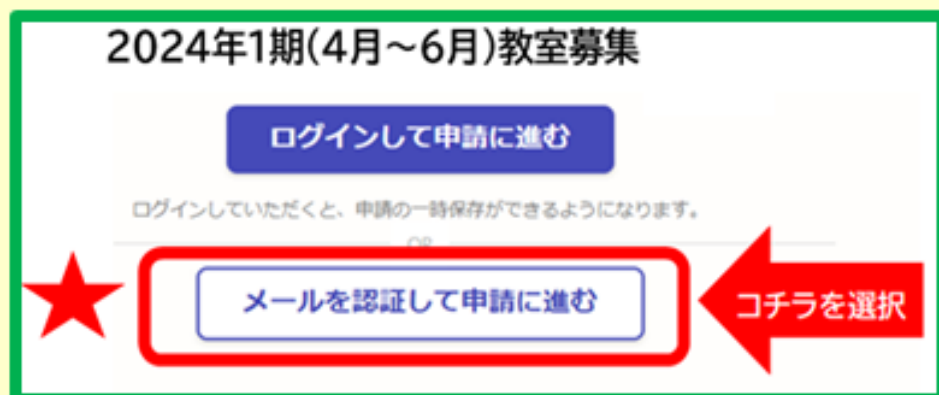 2024年1期(4月～6月)教室募集
ログインして申請に進む
ログインしていただくと、申請の一時保存ができるようになります。
OR
メールを認証して申請に進む
コチラを選択